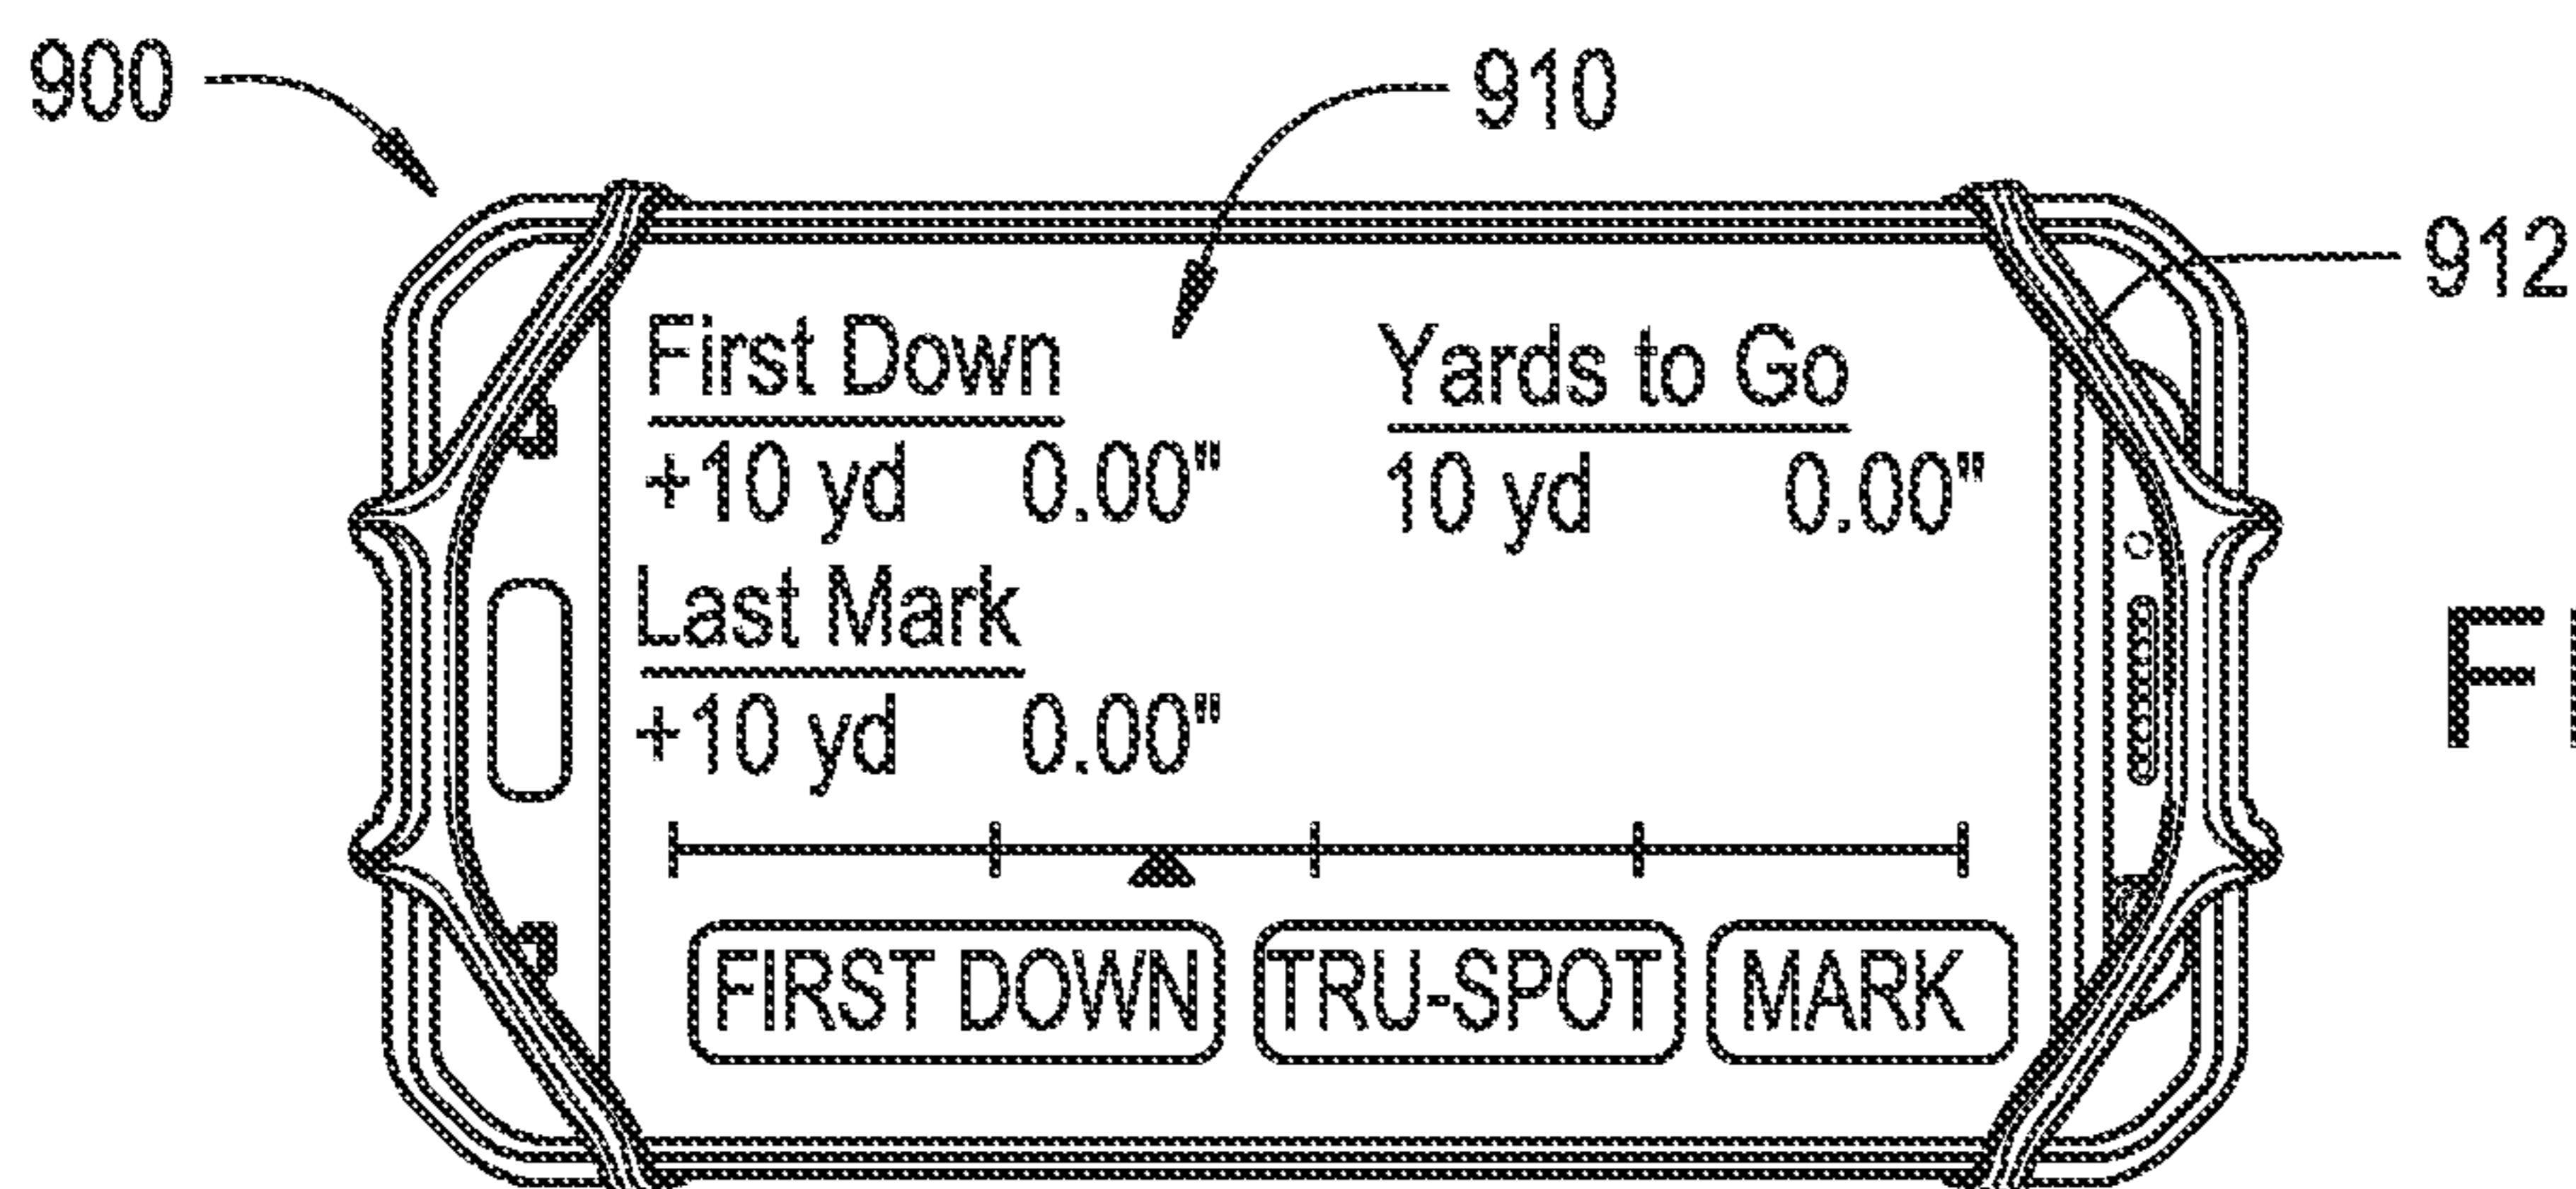 900
910
912
First Down Yards to Go
+10 yd 0.00" 10 yd 0.00"
Last Mark
+10 yd 0.00"
FIRST DOWN TRU-SPOT MARK